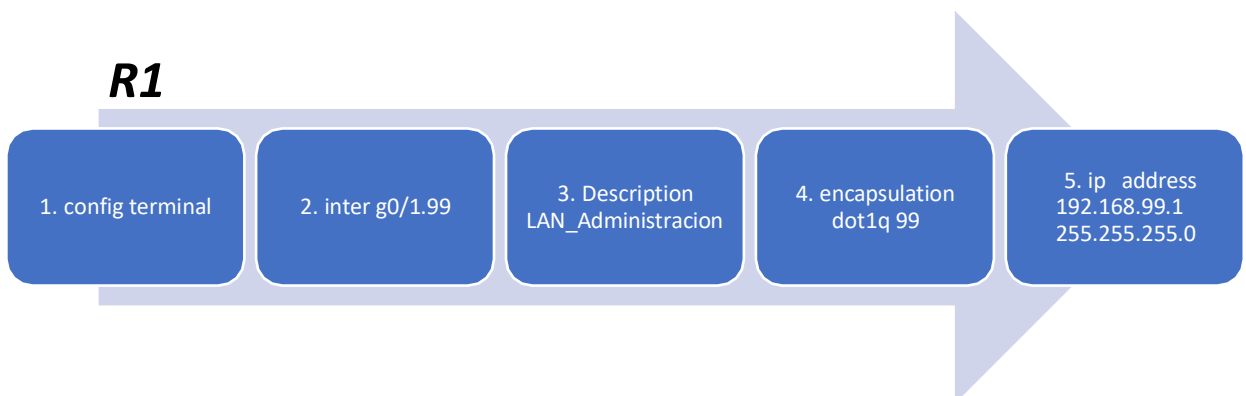 R1
1. config terminal
2. inter g0/1.99
3. Description
LAN_Administracion
4. encapsulation
dot1q 99
5. ip address
192.168.99.1
255.255.255.0